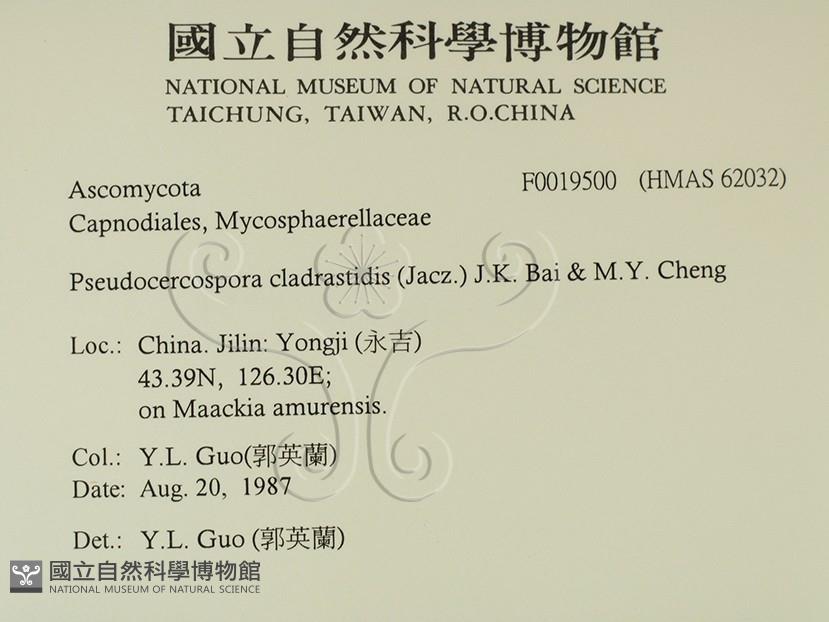 國立自然科學博物館
NATIONAL MUSEUM OF NATURAL SCIENCE
TAICHUNG, TAIWAN, R.O.CHINA
Ascomycota F0019500 (HMAS 62032)
Capnodiales, Mycosphaerellaceae
Pseudocercospora cladrastidis (Jacz.) J.K. Bai & M.Y. Cheng
Loc.: China. Jilin: Yongji (永吉)
43.39N, 126.30E;
on Maackia amurensis.
Col.: Y.L. Guo(郭英蘭)
Date: Aug. 20, 1987
Det.: Y.L. Guo (郭英蘭)
國立自然科學博物館
NATIONAL MUSEUM OF NATURAL SCIENCE